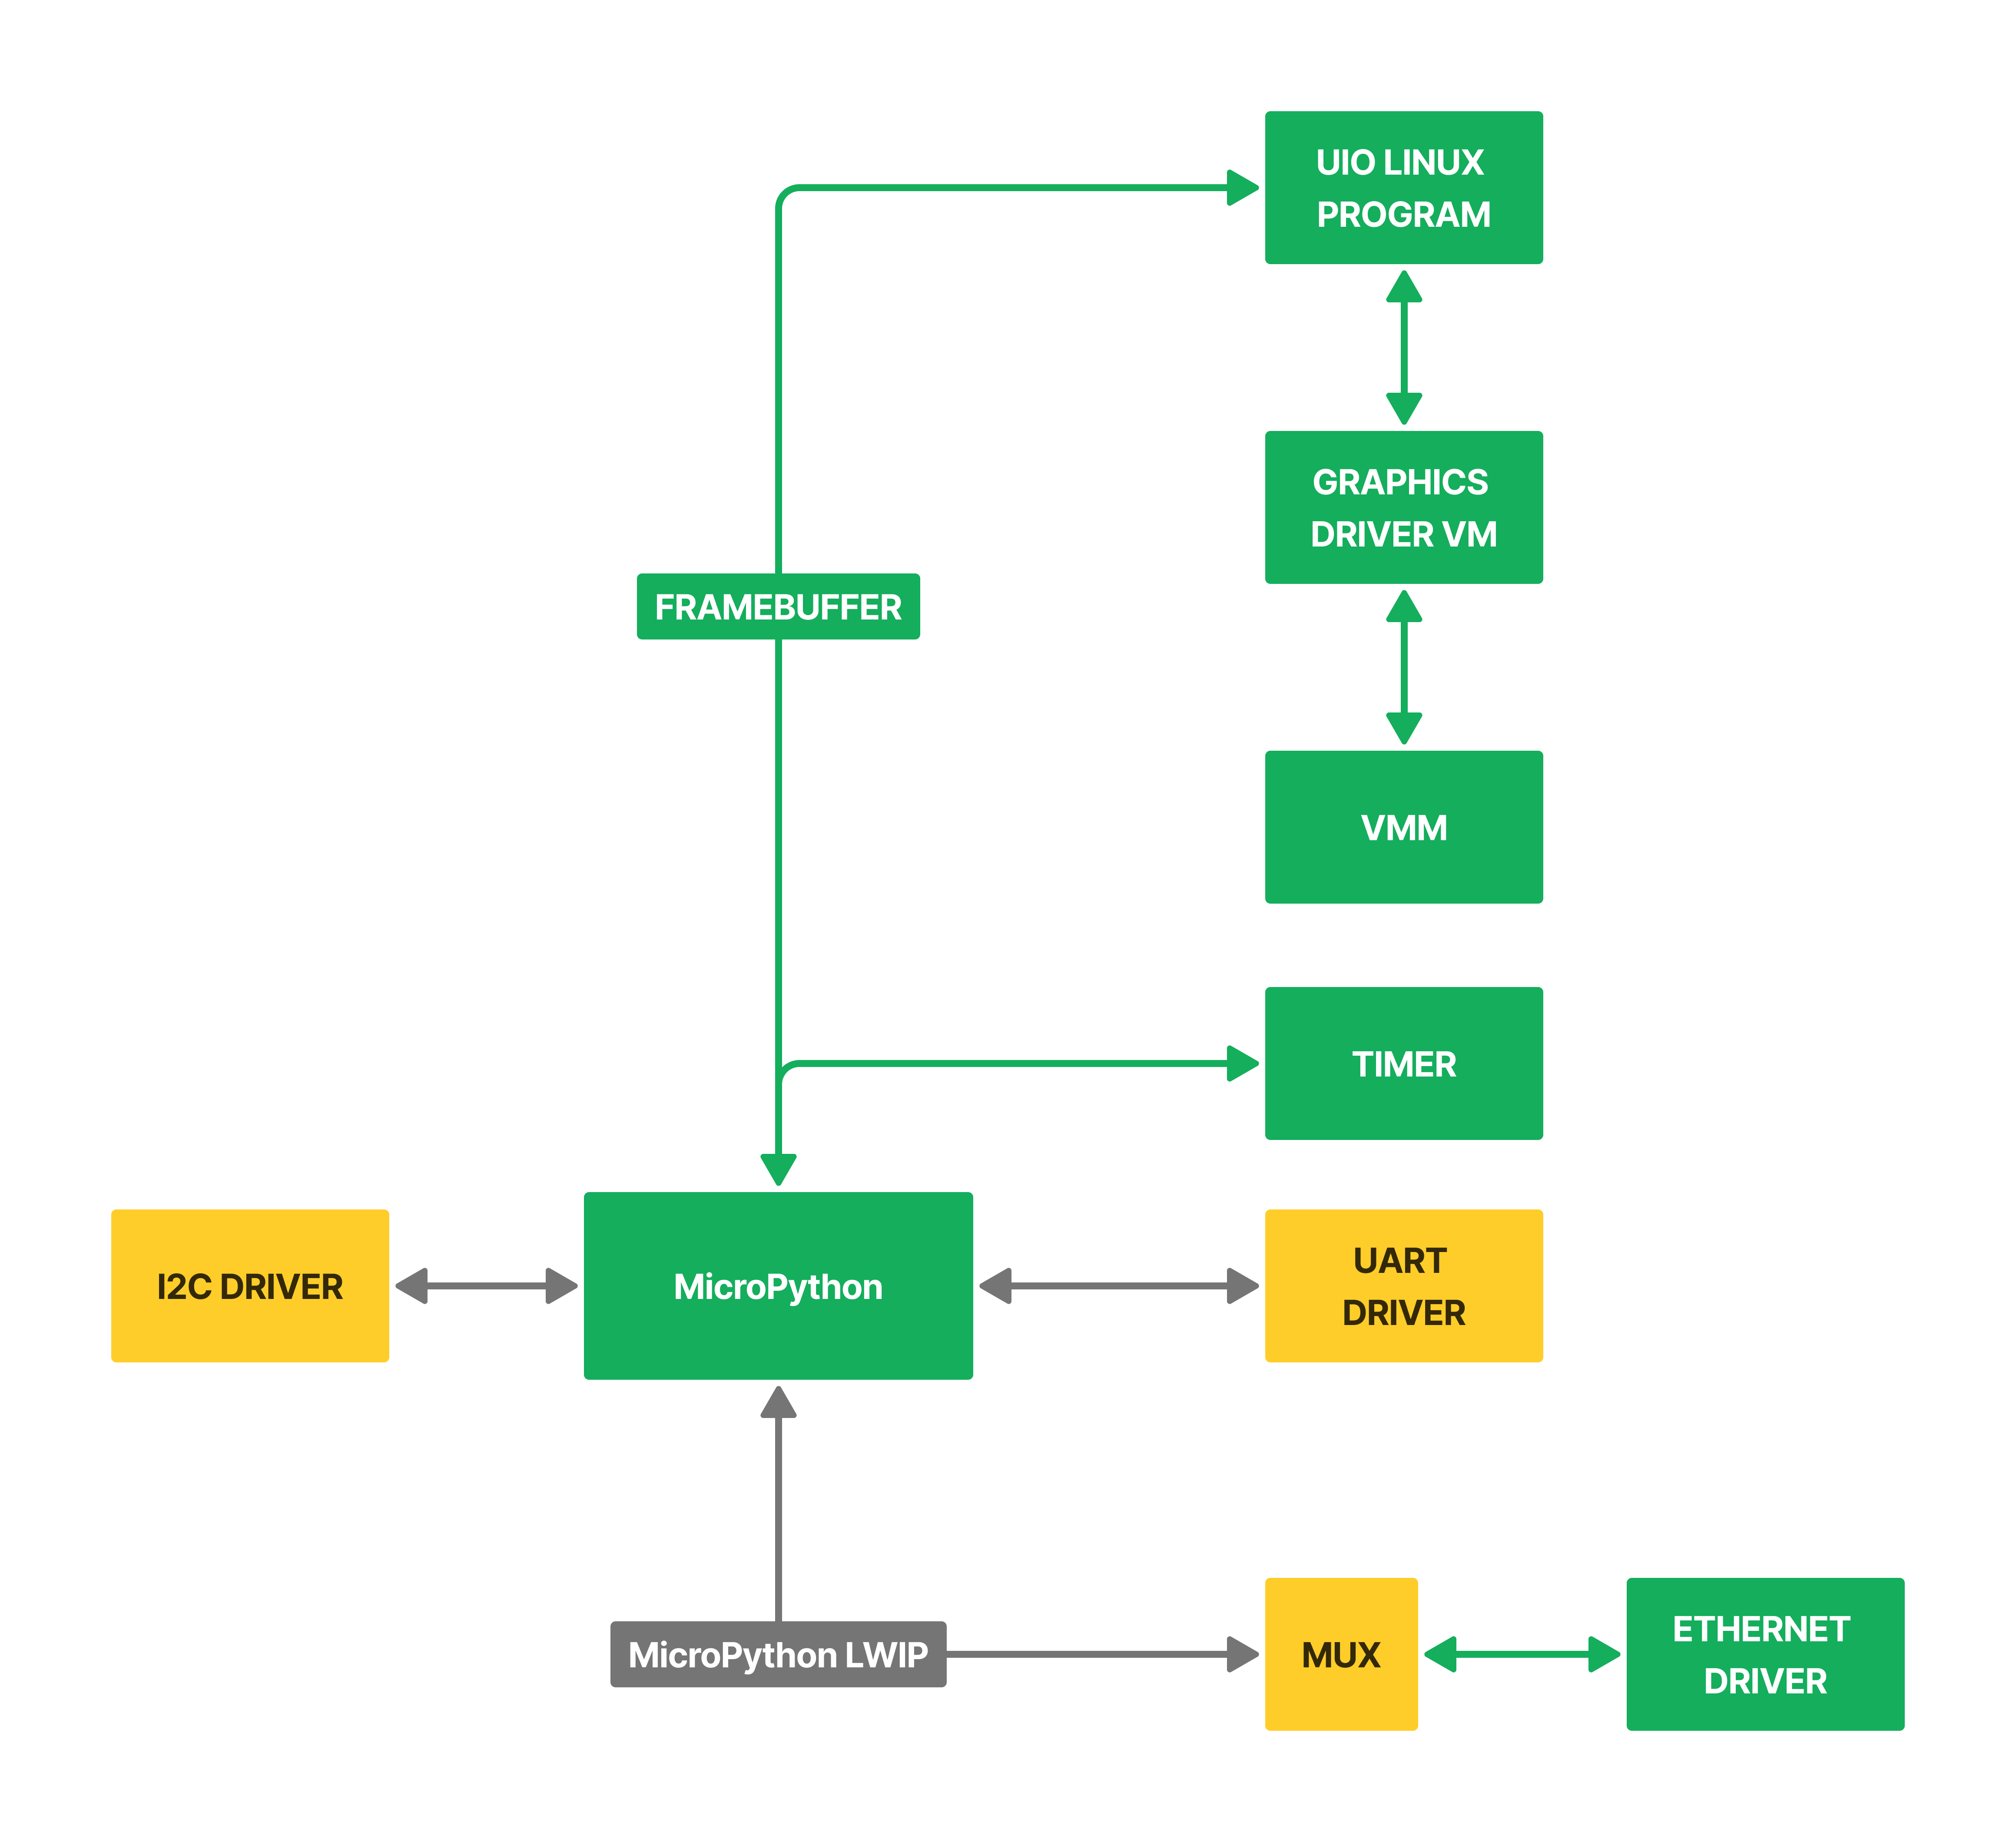 UIO LINUX
PROGRAM
GRAPHICS
DRIVER VM
FRAMEBUFFER
VMM
TIMER
I2C DRIVER
MicroPython
UART
DRIVER
MicroPython LWIP
MUX
ETHERNET
DRIVER